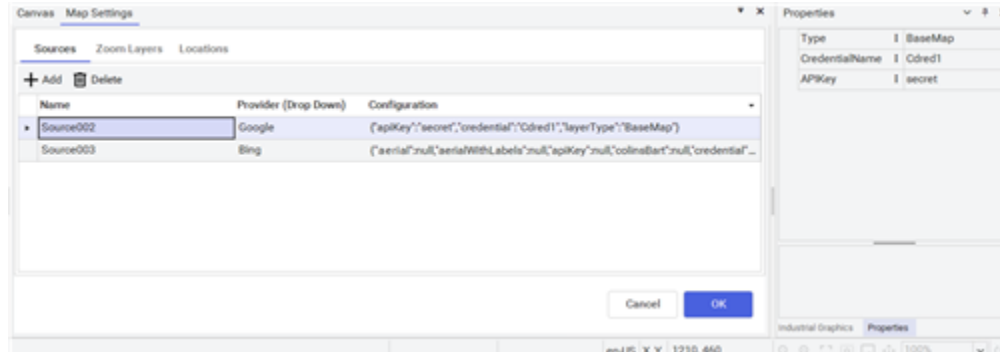 Canvas Map Settings
Properties
Sources Zoom Layers Locations
Add Delete
Name Provider (Drop Down) Configuration
Source002 Google {"apiKey":"secret","credential":"Cdred1","layerType":"BaseMap"}
Source003 Bing {"aerial":null,"aerialWithLabels":null,"apiKey":null,"colinsBart":null,"credential"...
Type BaseMap
CredentialName Cdred1
APIKey secret
Cancel OK
Industrial Graphics Properties
en-US X, Y 1210, 460
100%